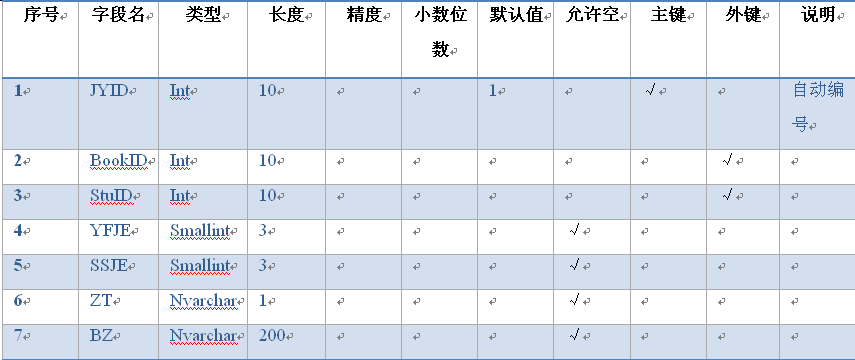 序号 字段名 类型 长度 精度 小数位数 默认值 允许空 主键 外键 说明
1 JYID Int 10 1 √ 自动编号
2 BookID Int 10 √
3 StuID Int 10 √
4 YFJE Smallint 3 √
5 SSJE Smallint 3 √
6 ZT Nvarchar 1 √
7 BZ Nvarchar 200 √